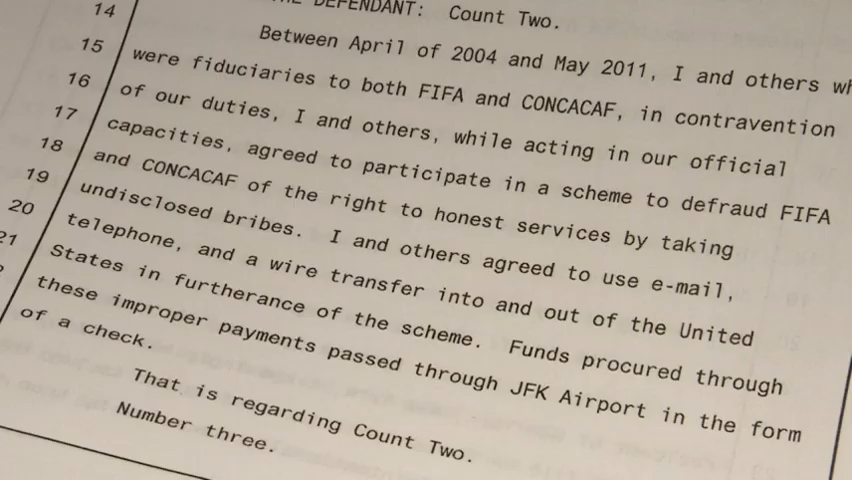 14 DEFENDANT: Count Two.
15 Between April of 2004 and May 2011, I and others
16 were fiduciaries to both FIFA and CONCACAF, in contravention
17 of our duties, I and others, while acting in our official
18 capacities, agreed to participate in a scheme to defraud FIFA
19 and CONCACAF of the right to honest services by taking
20 undisclosed bribes. I and others agreed to use e-mail,
21 telephone, and a wire transfer into and out of the United
States in furtherance of the scheme. Funds procured through
these improper payments passed through JFK Airport in the form
of a check.
That is regarding Count Two.
Number three.